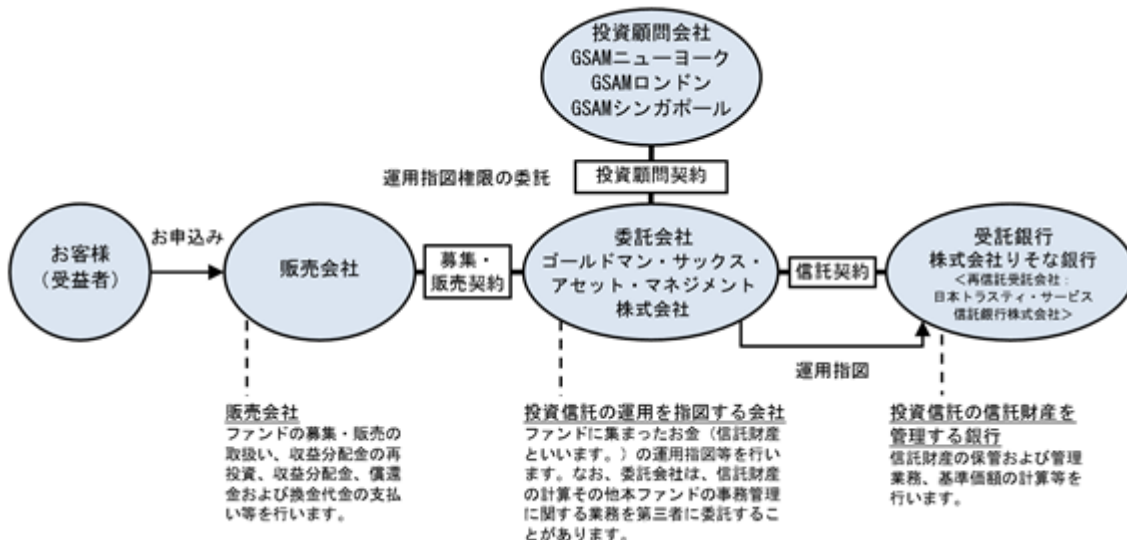 投資顧問会社
GSAMニューヨーク
GSAMロンドン
GSAMシンガポール
運用指図権限の委託
投資顧問契約
お客様
（受益者）
お申込み
販売会社
募集・
販売契約
委託会社
ゴールドマン・サックス・
アセット・マネジメント
株式会社
信託契約
受託銀行
株式会社りそな銀行
＜再信託受託会社：
日本トラスティ・サービス
信託銀行株式会社＞
運用指図
販売会社
ファンドの募集・販売の
取扱い、収益分配金の再
投資、収益分配金、償還
金および換金代金の支払
い等を行います。
投資信託の運用を指図する会社
ファンドに集まったお金（信託財産
といいます。）の運用指図等を行い
ます。なお、委託会社は、信託財産
の計算その他本ファンドの事務管理
に関する業務を第三者に委託するこ
とがあります。
投資信託の信託財産を
管理する銀行
信託財産の保管および管理
業務、基準価額の計算等を
行います。